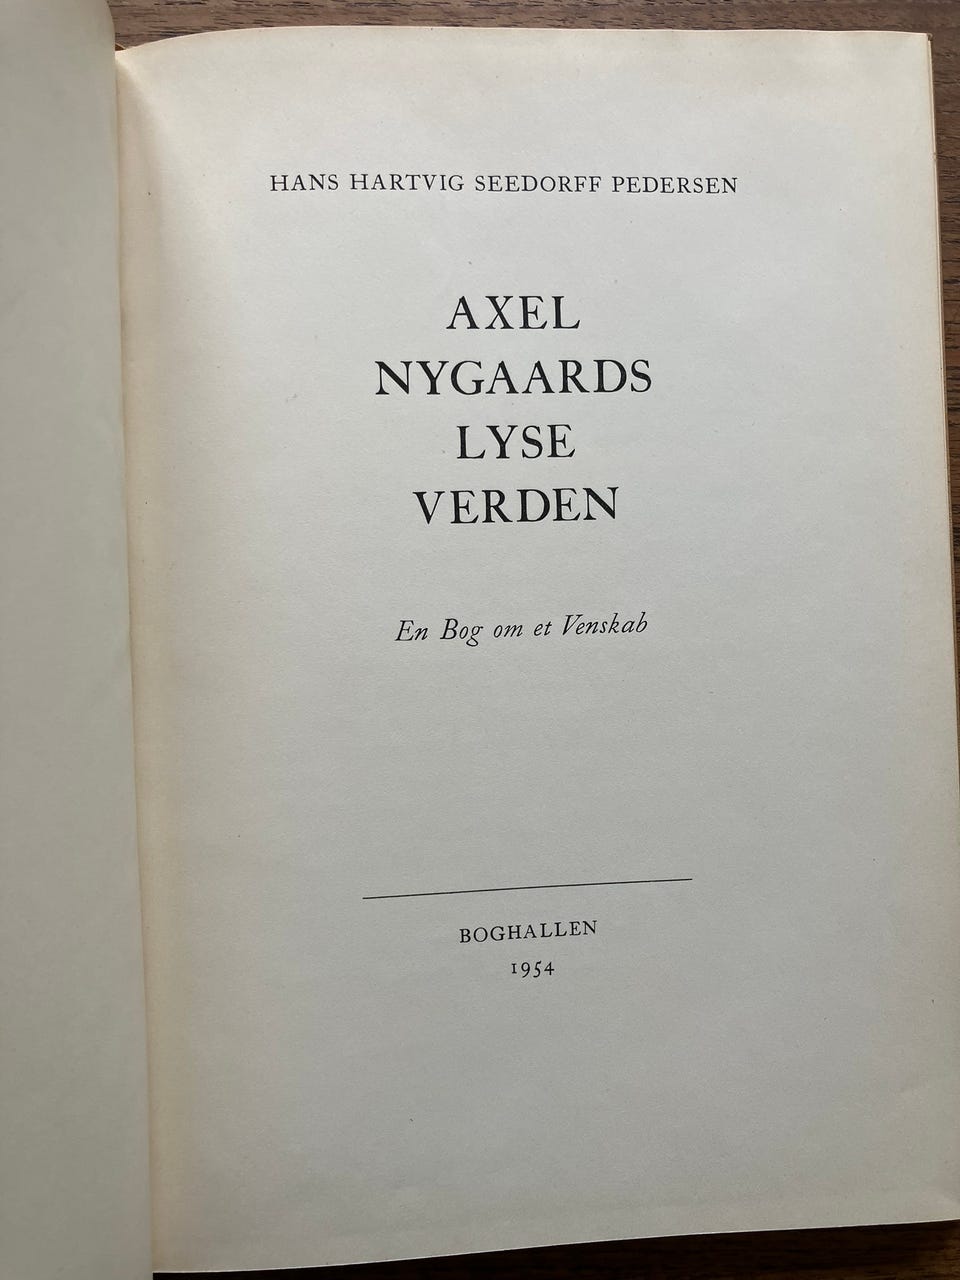 HANS HARTVIG SEEDORFF PEDERSEN
AXEL
NYGAARDS
LYSE
VERDEN
En Bog om et Venskab
BOGHALLEN
1954